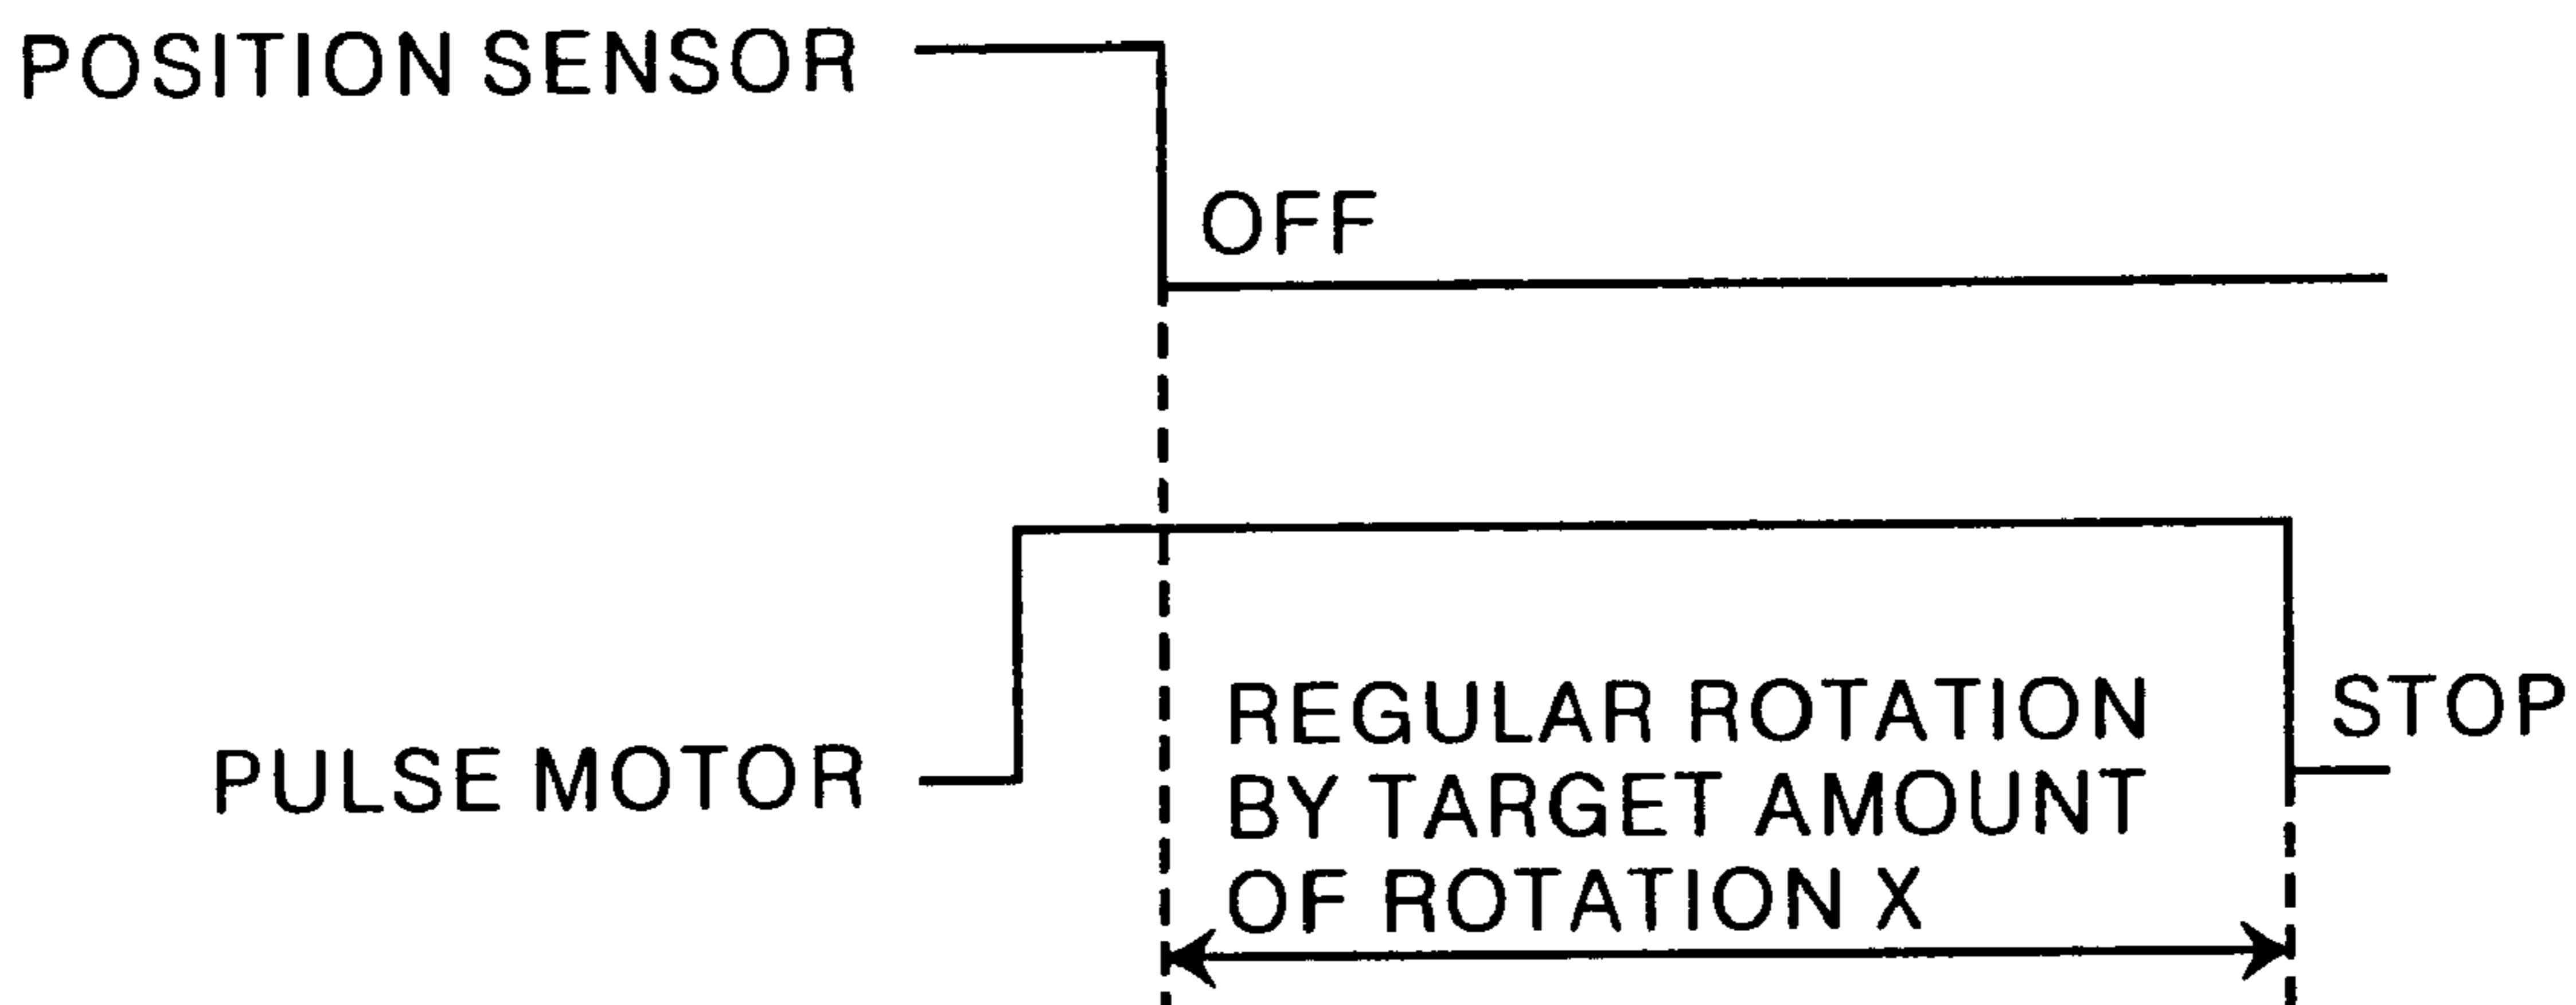 POSITION SENSOR
OFF
PULSE MOTOR
REGULAR ROTATION
BY TARGET AMOUNT
OF ROTATION X
STOP